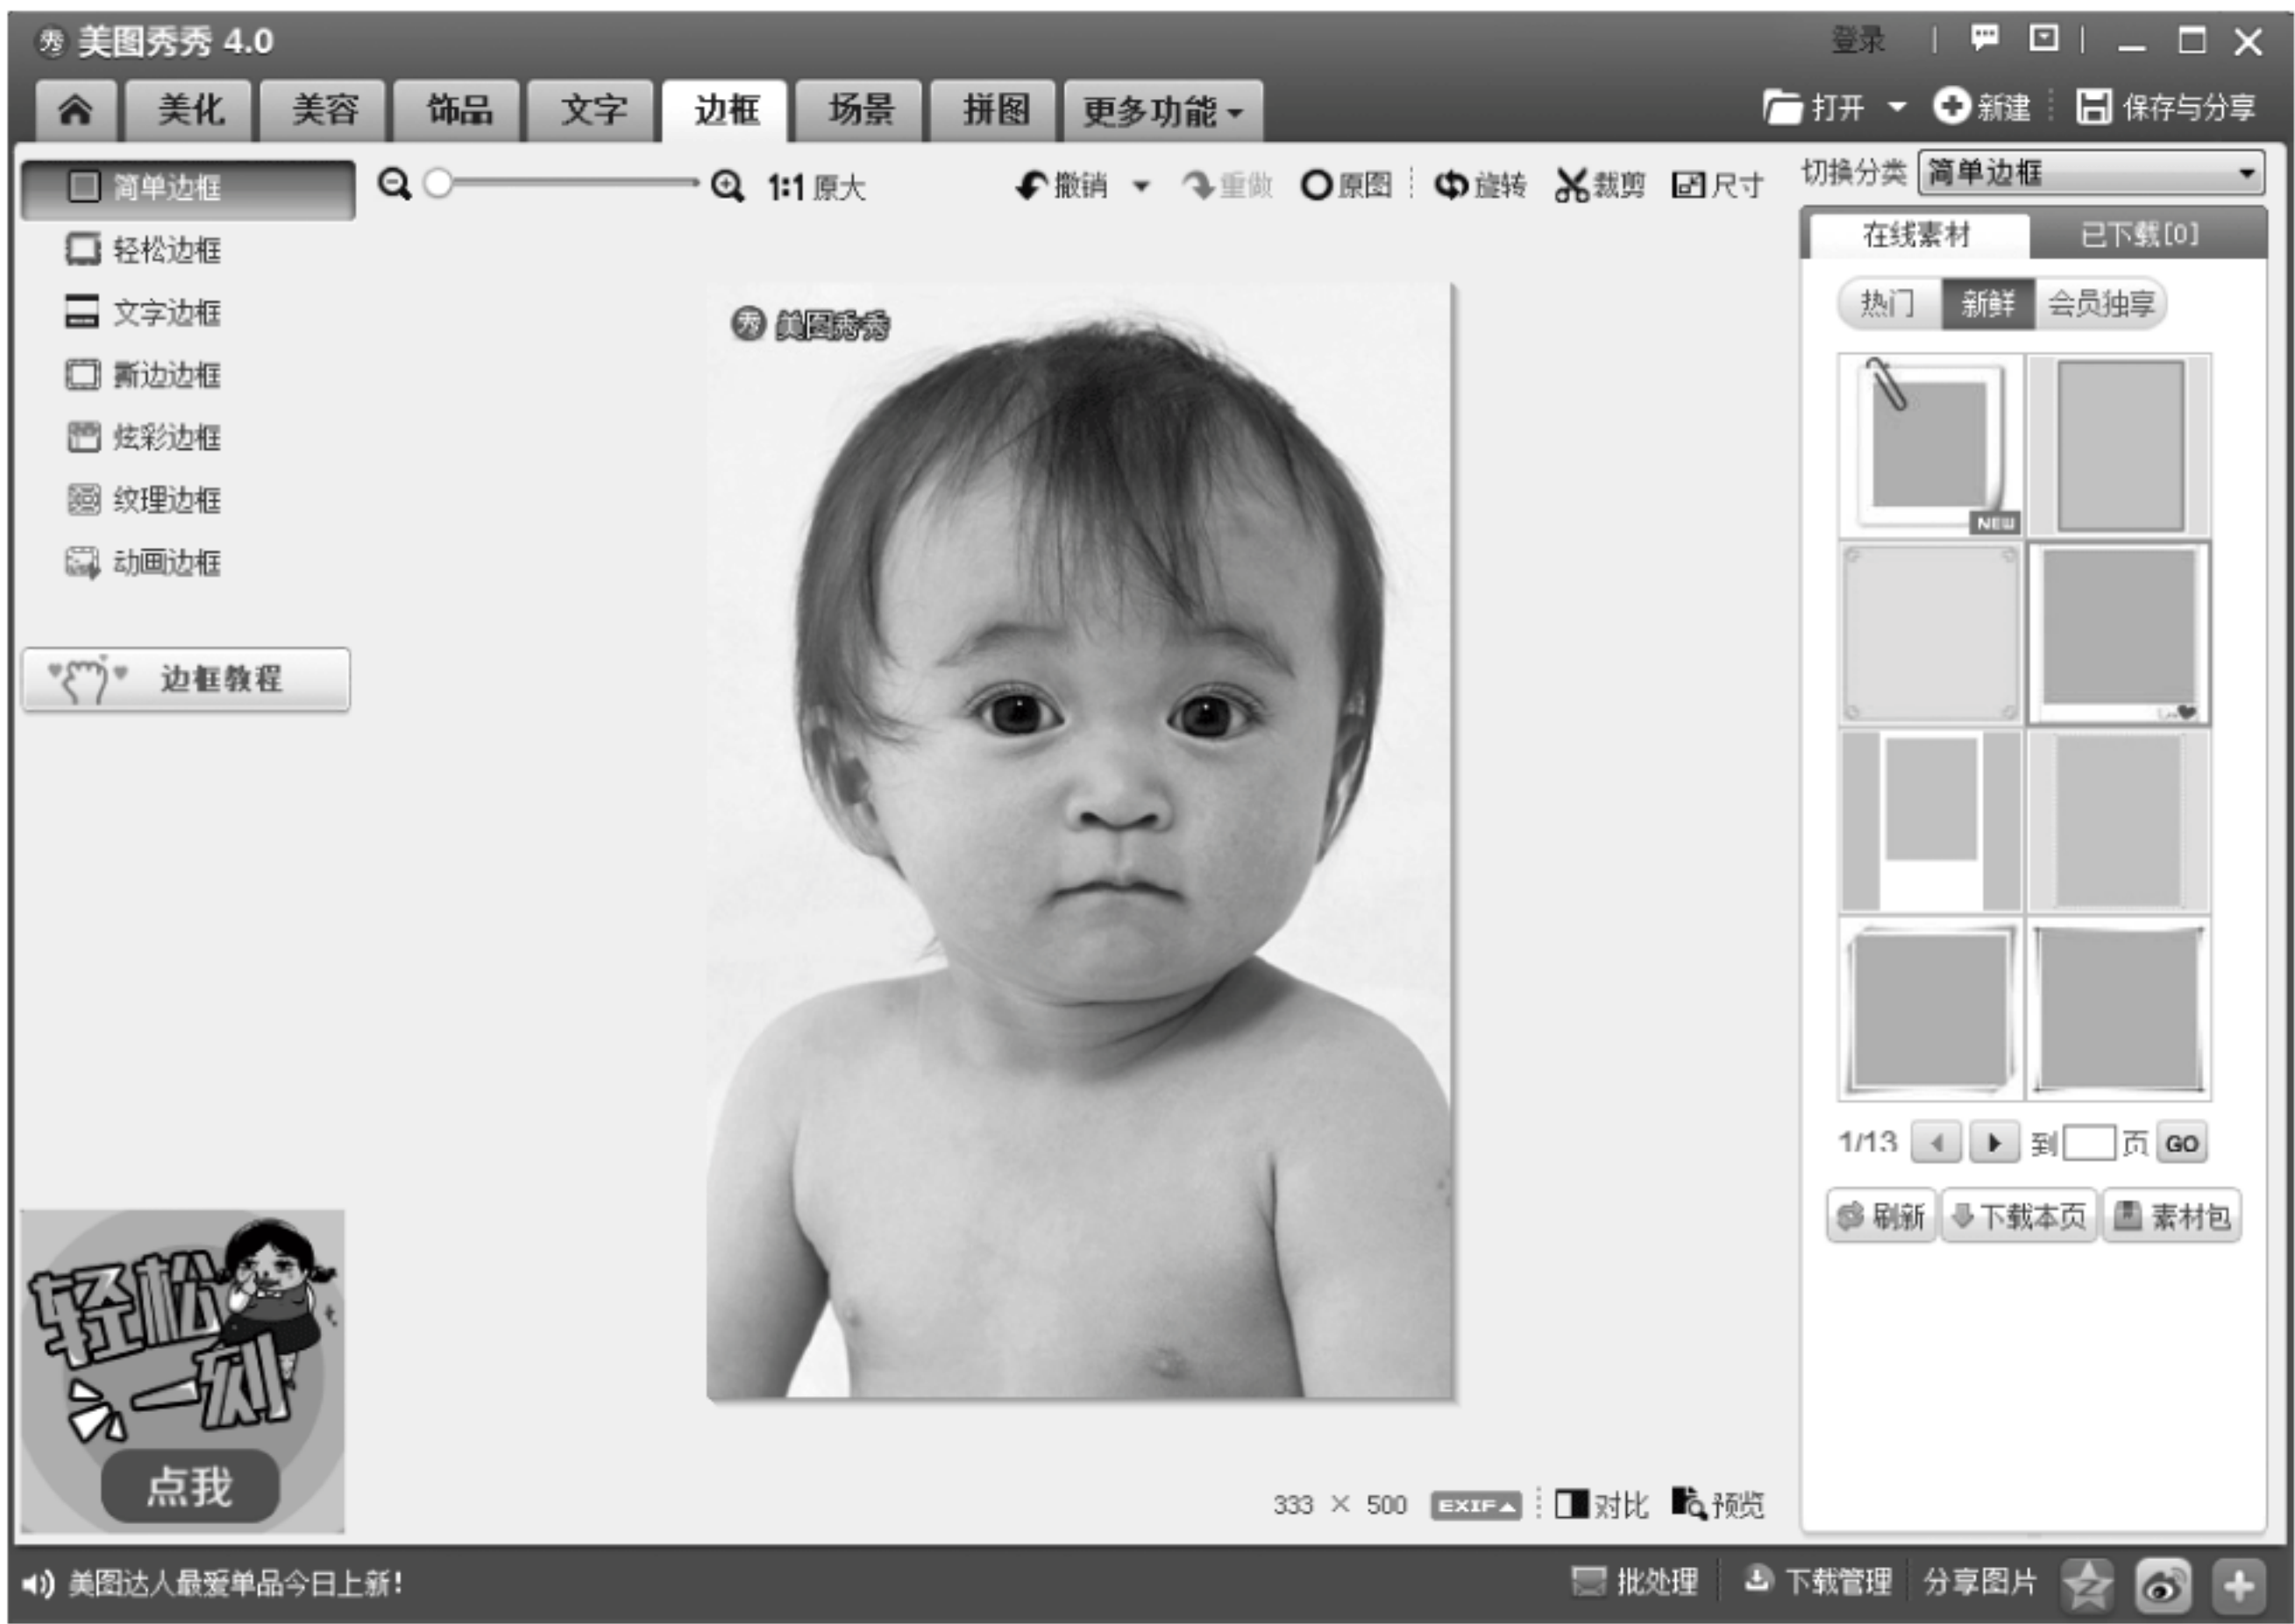 秀 美图秀秀 4.0 登录
美化 美容 饰品 文字 边框 场景 拼图 更多功能 打开 新建 保存与分享
简单边框 1:1 原大 撤销 重做 原图 旋转 裁剪 尺寸 切换分类 简单边框
轻松边框
文字边框
撕边边框
炫彩边框
纹理边框
动画边框
边框教程
在线素材 已下载[0]
热门 新鲜 会员独享
秀 美图秀秀
NEW
1/13 到 页 GO
刷新 下载本页 素材包
轻松
一刻
点我
333 × 500 EXIF 对比 预览
美图达人最爱单品今日上新!
批处理 下载管理 分享图片